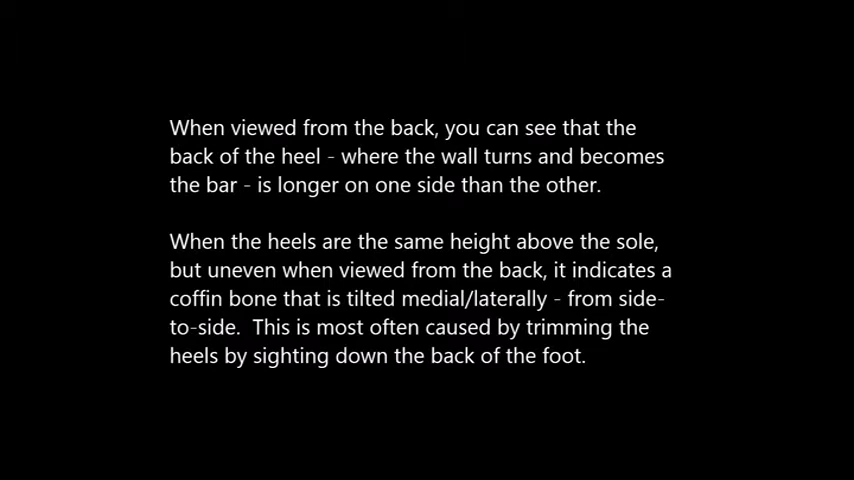 When viewed from the back, you can see that the
back of the heel - where the wall turns and becomes
the bar - is longer on one side than the other.
When the heels are the same height above the sole,
but uneven when viewed from the back, it indicates a
coffin bone that is tilted medial/laterally - from side-
to-side.  This is most often caused by trimming the
heels by sighting down the back of the foot.